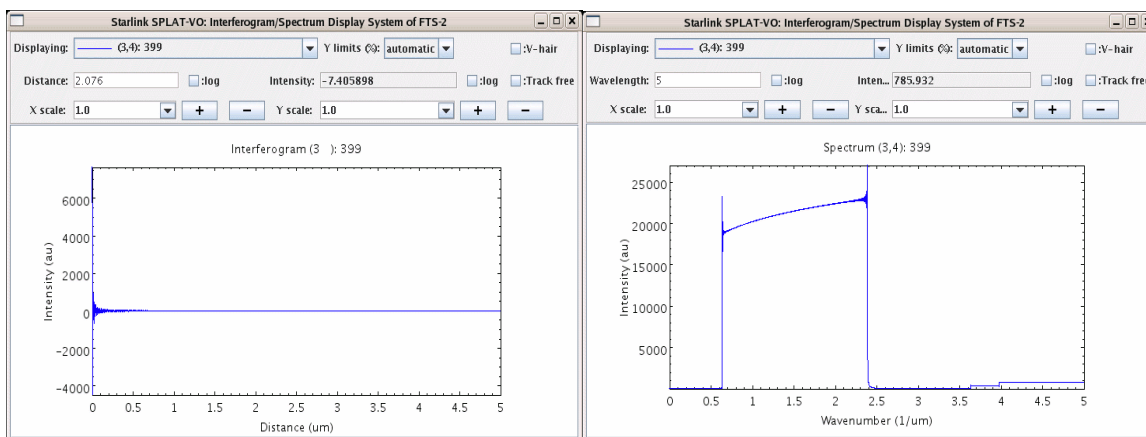 Starlink SPLAT-VO: Interferogram/Spectrum Display System of FTS-2
Displaying: (3,4): 399 Y limits (%): automatic :V-hair
Distance: 2.076 :log Intensity: -7.405898 :log :Track free
X scale: 1.0 + − Y scale: 1.0 + −
Interferogram (3 ): 399
6000
4000
2000
0
−2000
−4000
Intensity (au)
0 0.5 1 1.5 2 2.5 3 3.5 4 4.5 5
Distance (um)
Starlink SPLAT-VO: Interferogram/Spectrum Display System of FTS-2
Displaying: (3,4): 399 Y limits (%): automatic :V-hair
Wavelength: 5 :log Inten... 785.932 :log :Track free
X scale: 1.0 + − Y sca... 1.0 + −
Spectrum (3,4): 399
25000
20000
15000
10000
5000
Intensity (au)
0 0.5 1 1.5 2 2.5 3 3.5 4 4.5 5
Wavenumber (1/um)